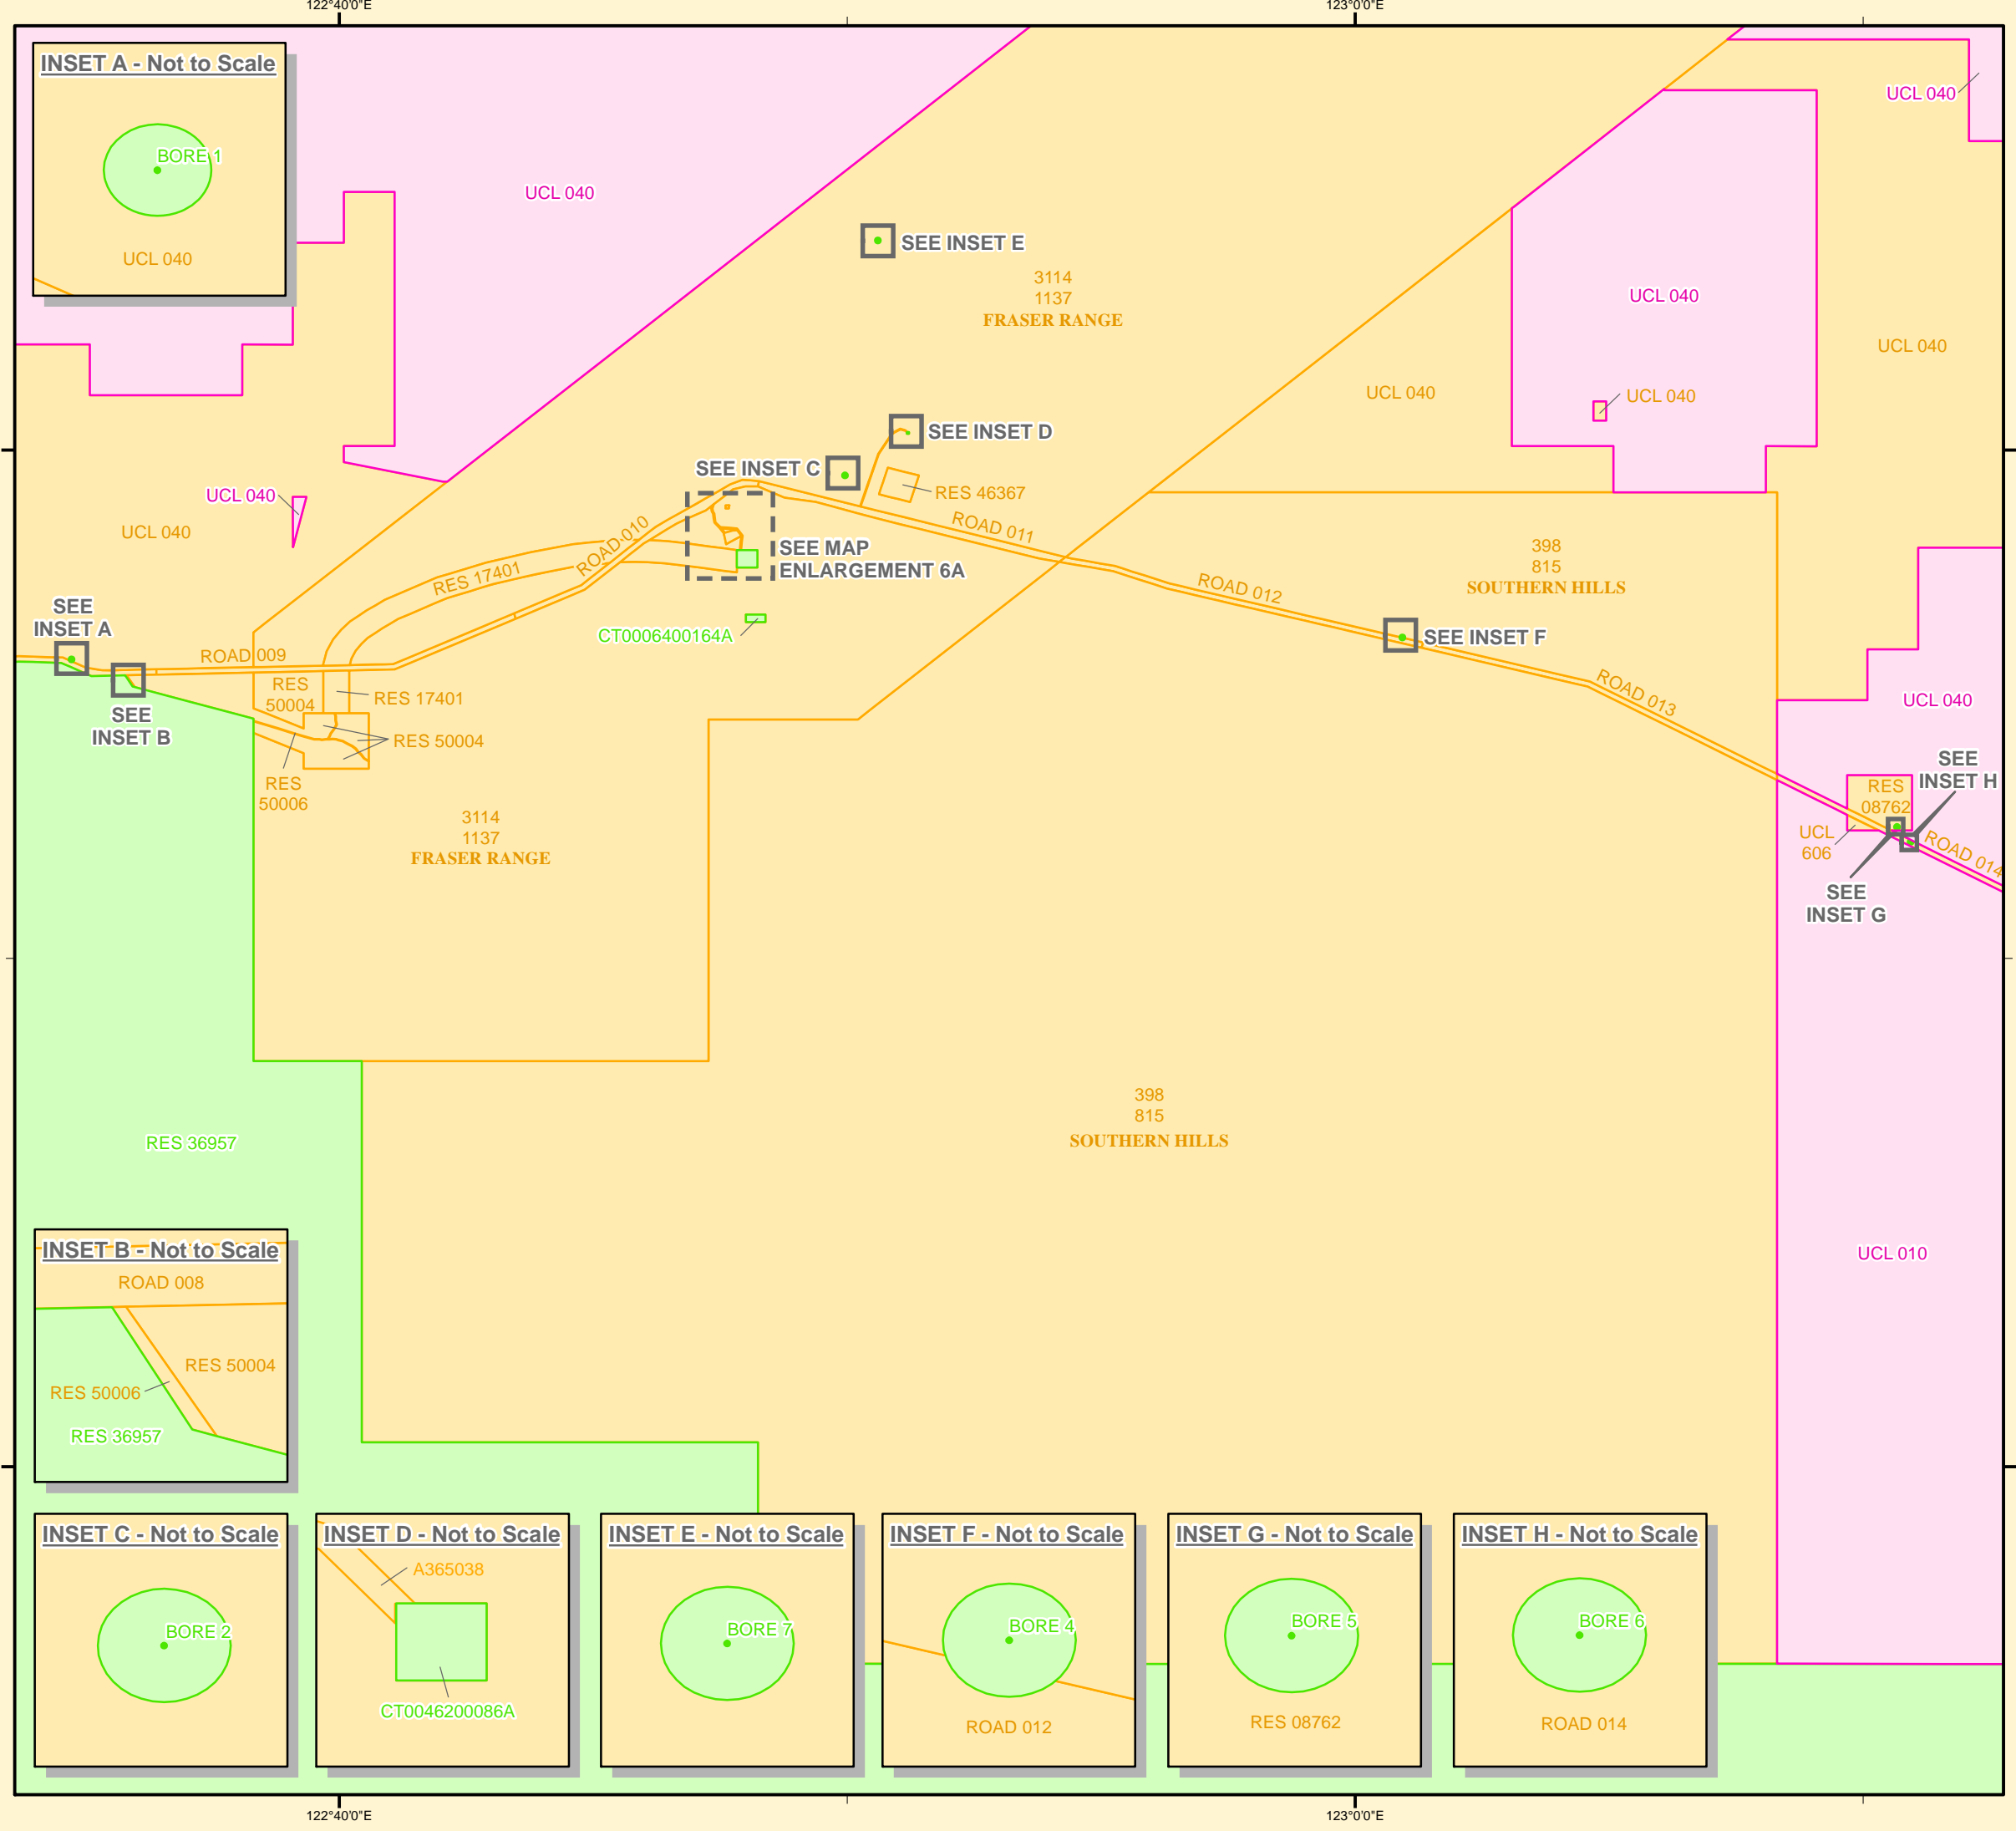 122°40'0"E
123°0'0"E
INSET A - Not to Scale
BORE 1
UCL 040
UCL 040
UCL 040
SEE INSET E
3114
1137
FRASER RANGE
UCL 040
UCL 040
UCL 040
UCL 040
SEE INSET D
SEE INSET C
RES 46367
UCL 040
UCL 040
ROAD 010
ROAD 011
SEE MAP
ENLARGEMENT 6A
398
815
SOUTHERN HILLS
RES 17401
ROAD 012
SEE
INSET A
CT0006400164A
SEE INSET F
ROAD 009
RES
50004
RES 17401
ROAD 013
UCL 040
SEE
INSET B
RES 50004
RES
50006
SEE
INSET H
RES
08762
UCL
606
ROAD 014
3114
1137
FRASER RANGE
SEE
INSET G
398
815
SOUTHERN HILLS
RES 36957
UCL 010
INSET B - Not to Scale
ROAD 008
RES 50004
RES 50006
RES 36957
INSET C - Not to Scale
BORE 2
INSET D - Not to Scale
A365038
CT0046200086A
INSET E - Not to Scale
BORE 7
INSET F - Not to Scale
BORE 4
ROAD 012
INSET G - Not to Scale
BORE 5
RES 08762
INSET H - Not to Scale
BORE 6
ROAD 014
122°40'0"E
123°0'0"E